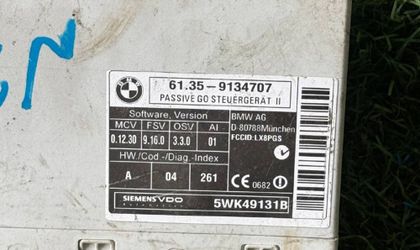 BMW
61.35 - 9134707
PASSIVE GO STEUERGERÄT II
Software, Version
MCV FSV OSV AI
0.12.30 9.16.0 3.3.0 01
HW-/Cod.-/Diag.-Index
A 04 261
BMW AG
D-80788 München
FCCID:LX8PGS
CE 0682
SIEMENS VDO
Automotive
5WK49131B